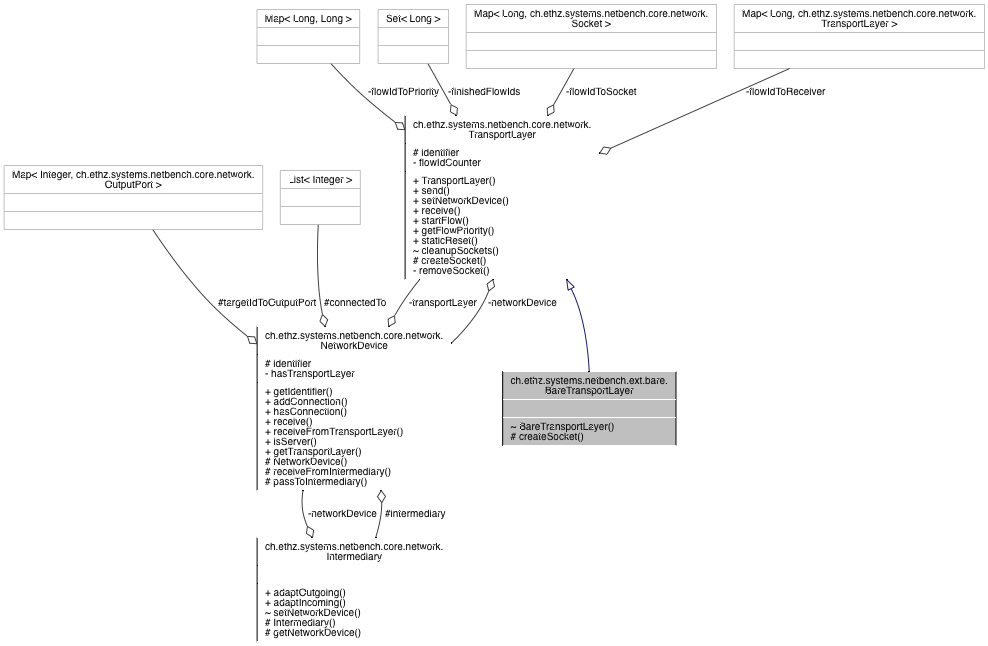 Map< Long, Long >
Set< Long >
Map< Long, ch.ethz.systems.netbench.core.network.
Socket >
Map< Long, ch.ethz.systems.netbench.core.network.
TransportLayer >
-flowIdToPriority
-finishedFlowIds
-flowIdToSocket
-flowIdToReceiver
ch.ethz.systems.netbench.core.network.
TransportLayer
# identifier
- flowIdCounter
+ TransportLayer()
+ send()
+ setNetworkDevice()
+ receive()
+ startFlow()
+ getFlowPriority()
+ staticReset()
~ cleanupSockets()
# createSocket()
- removeSocket()
Map< Integer, ch.ethz.systems.netbench.core.network.
OutputPort >
List< Integer >
#targetIdToOutputPort
#connectedTo
-transportLayer
-networkDevice
ch.ethz.systems.netbench.core.network.
NetworkDevice
# identifier
- hasTransportLayer
+ getIdentifier()
+ addConnection()
+ hasConnection()
+ receive()
+ receiveFromTransportLayer()
+ isServer()
+ getTransportLayer()
# NetworkDevice()
# receiveFromIntermediary()
# passToIntermediary()
ch.ethz.systems.netbench.ext.bare.
BareTransportLayer
~ BareTransportLayer()
# createSocket()
-networkDevice
#intermediary
ch.ethz.systems.netbench.core.network.
Intermediary
+ adaptOutgoing()
+ adaptIncoming()
~ setNetworkDevice()
# Intermediary()
# getNetworkDevice()